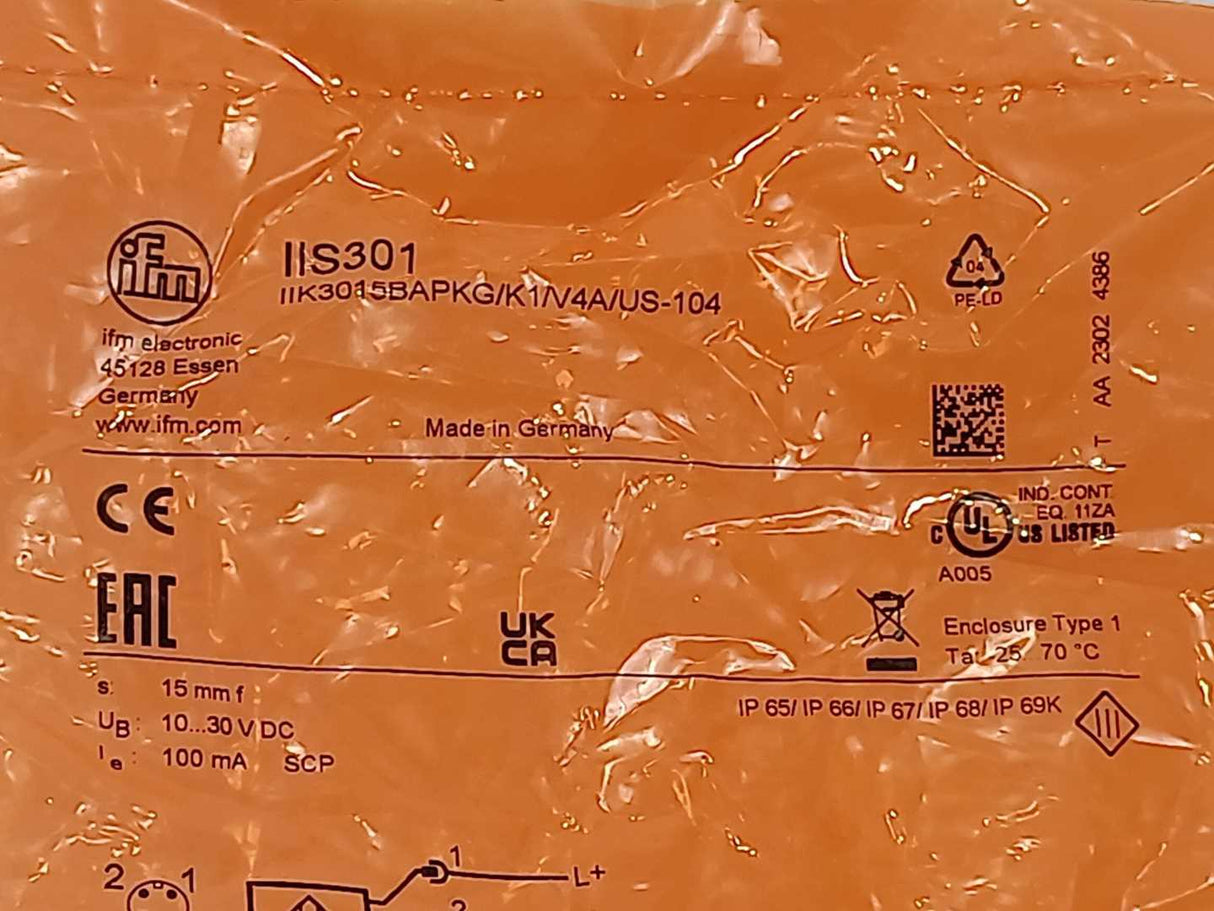 ifm
IIS301
IIK3015BAPKG/K1/V4A/US-104
ifm electronic
45128 Essen
Germany
www.ifm.com
Made in Germany
04
PE-LD
T AA 2302 4386
CE
C UL US LISTED
IND. CONT
EQ. 11ZA
A005
EAC
UK
CA
Enclosure Type 1
Ta: -25...70 °C
s: 15 mm f
UB: 10...30 V DC
Ie: 100 mA SCP
IP 65/ IP 66/ IP 67/ IP 68/ IP 69K
III
2 1
1 L+
2